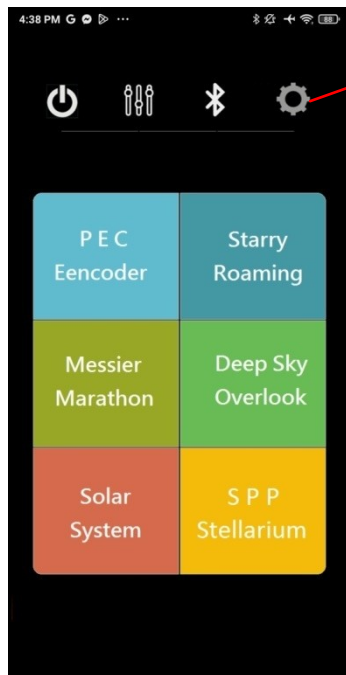 4:38 PM G ...
88
P E C
Eencoder
Starry
Roaming
Messier
Marathon
Deep Sky
Overlook
Solar
System
S P P
Stellarium